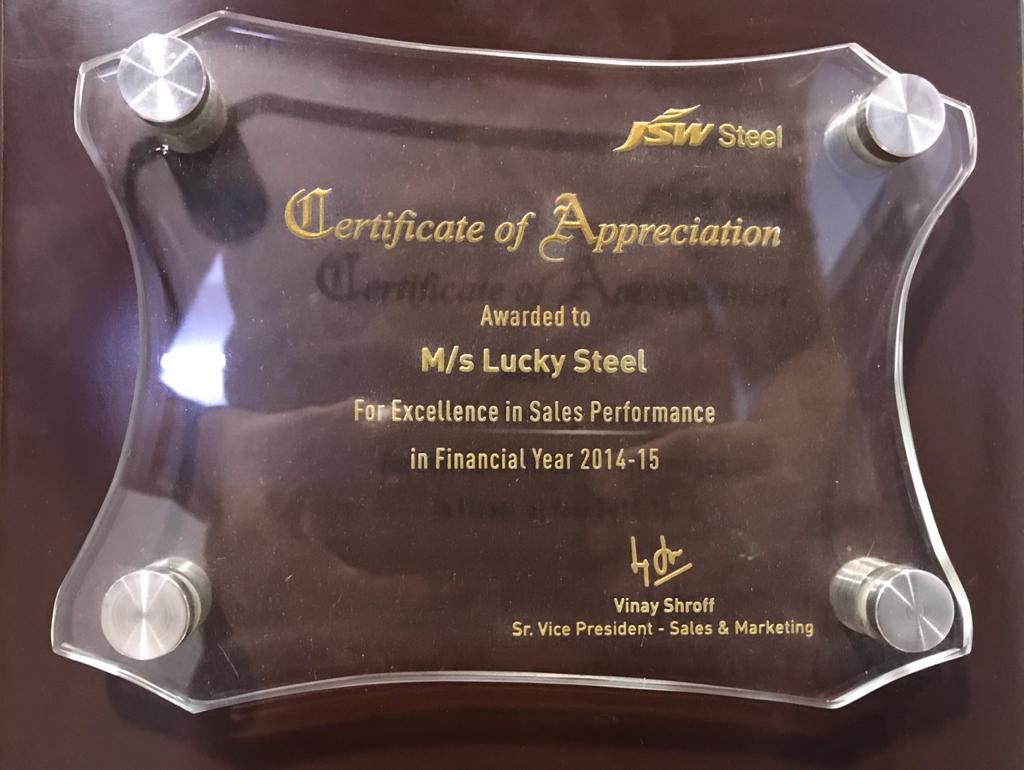 JSW Steel
Certificate of Appreciation
Awarded to
M/s Lucky Steel
For Excellence in Sales Performance
in Financial Year 2014-15
Vinay Shroff
Sr. Vice President - Sales & Marketing